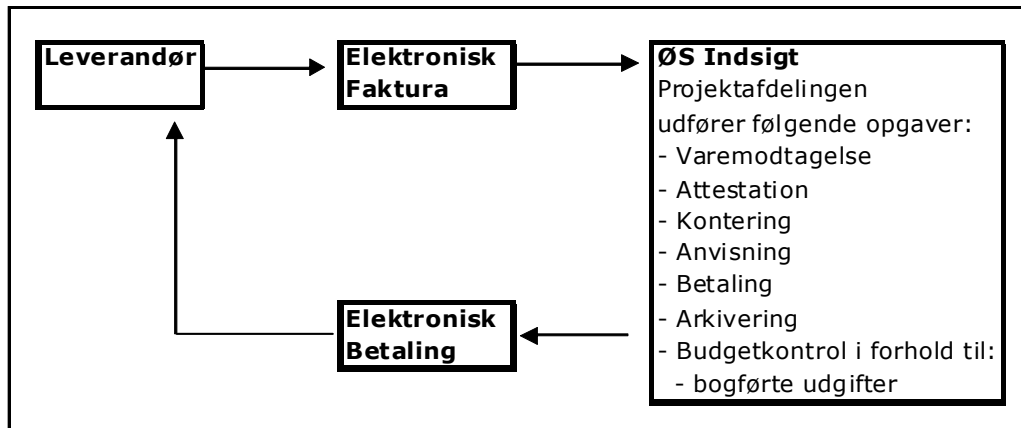 Leverandør
Elektronisk
Faktura
ØS Indsigt
Projektafdelingen
udfører følgende opgaver:
- Varemodtagelse
- Attestation
- Kontering
- Anvisning
- Betaling
- Arkivering
- Budgetkontrol i forhold til:
- bogførte udgifter
Elektronisk
Betaling